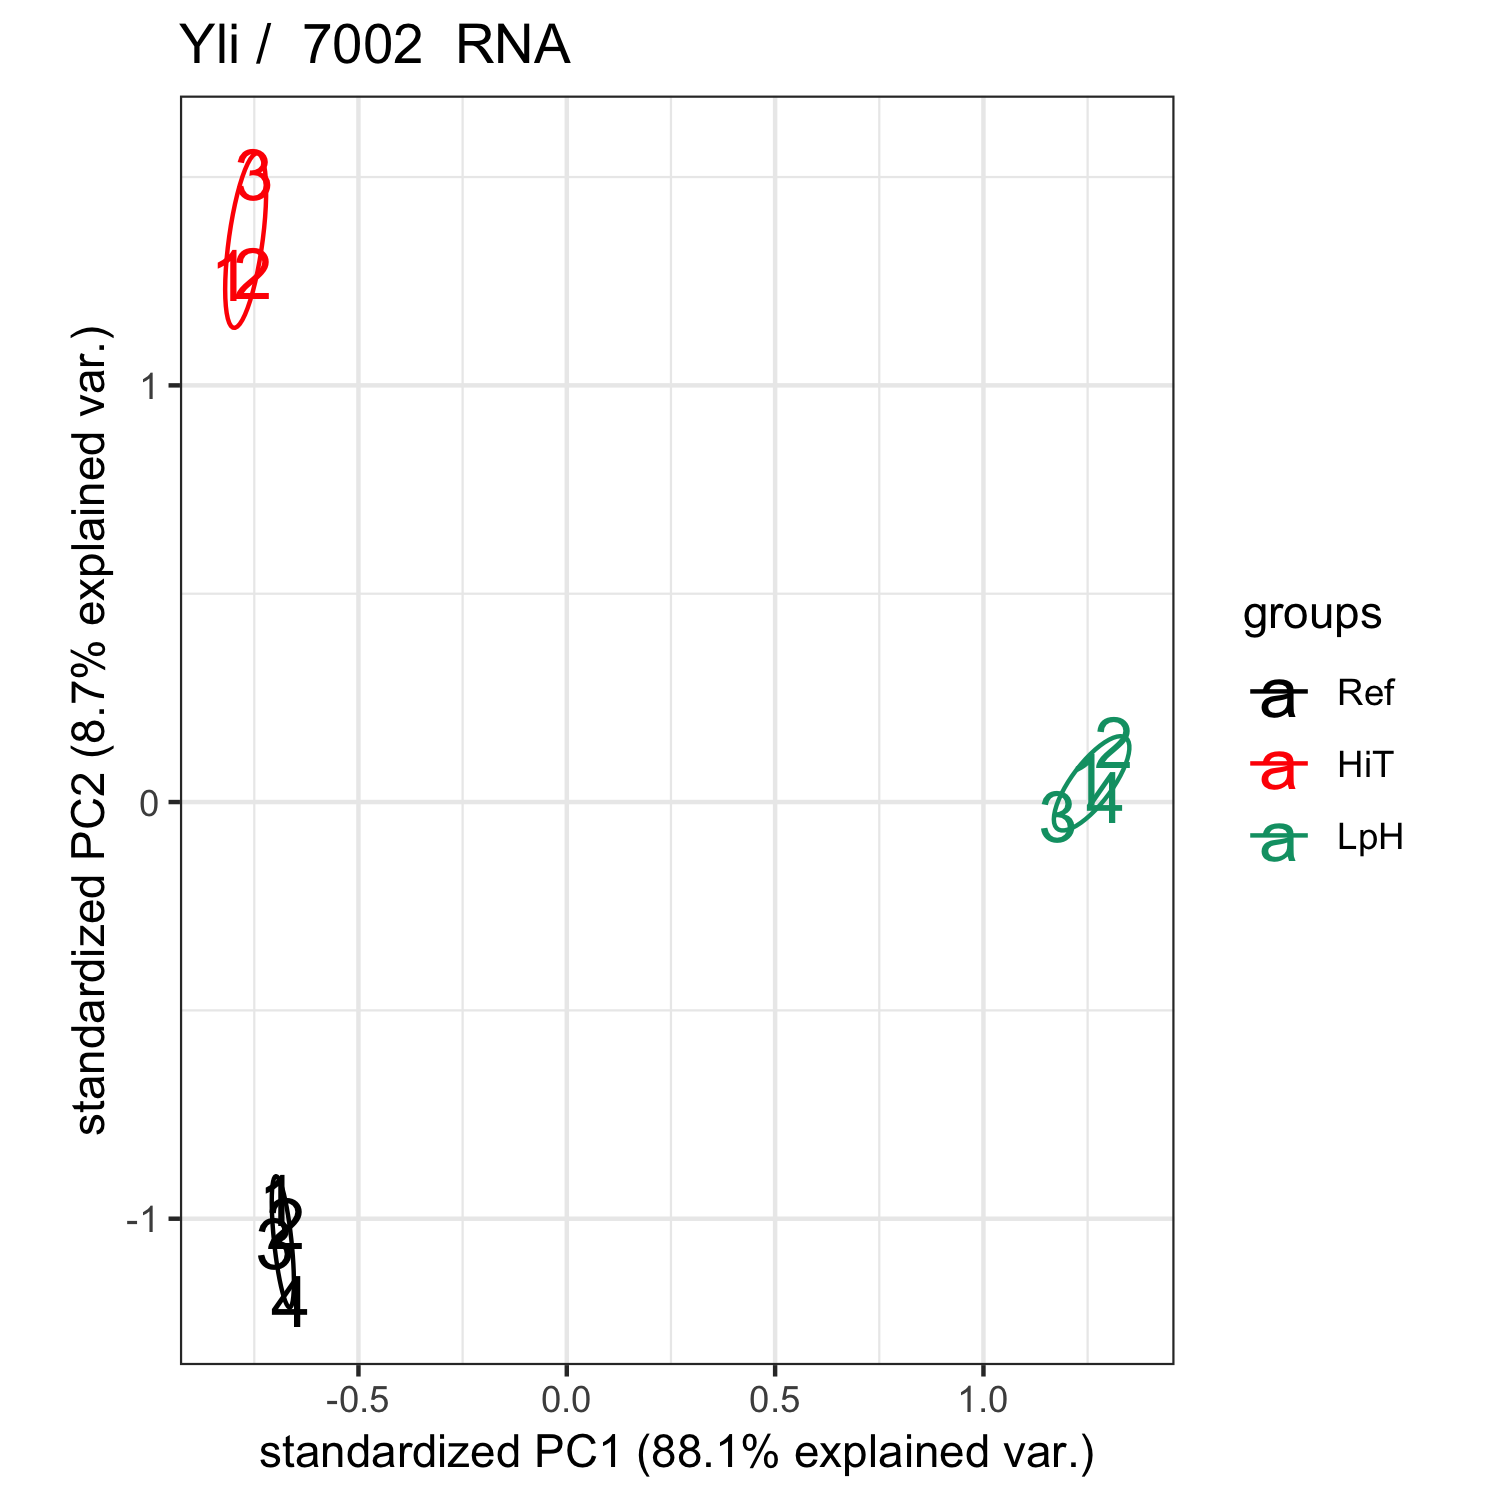 Yli /  7002  RNA
standardized PC2 (8.7% explained var.)
1
0
-1
3
1 2
2
1
4
3
1
2
3
4
-0.5 0.0 0.5 1.0
standardized PC1 (88.1% explained var.)
groups
a Ref
a HiT
a LpH